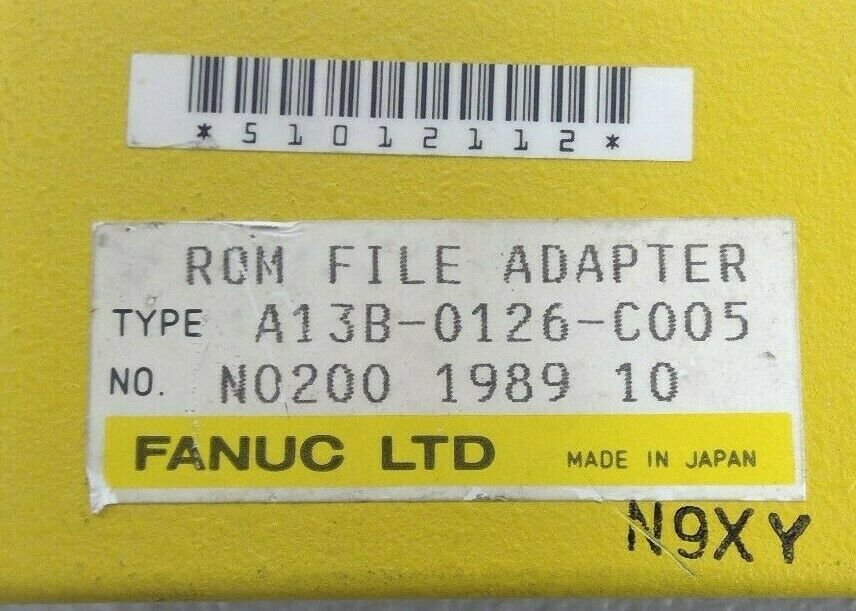 *51012112*
ROM FILE ADAPTER
TYPE A13B-0126-C005
NO. N0200 1989 10
FANUC LTD MADE IN JAPAN
N9XY